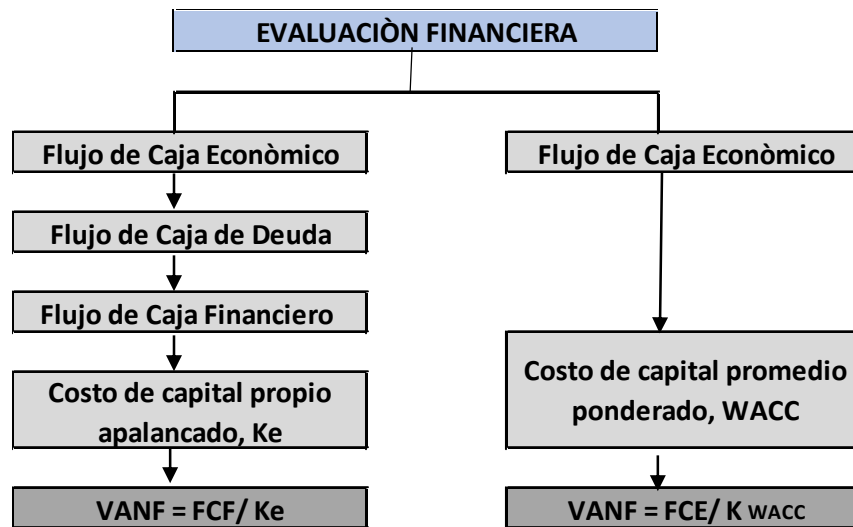 EVALUACIÒN FINANCIERA
Flujo de Caja Econòmico
Flujo de Caja de Deuda
Flujo de Caja Financiero
Costo de capital propio
apalancado, Ke
VANF = FCF/ Ke
Flujo de Caja Econòmico
Costo de capital promedio
ponderado, WACC
VANF = FCE/ K WACC